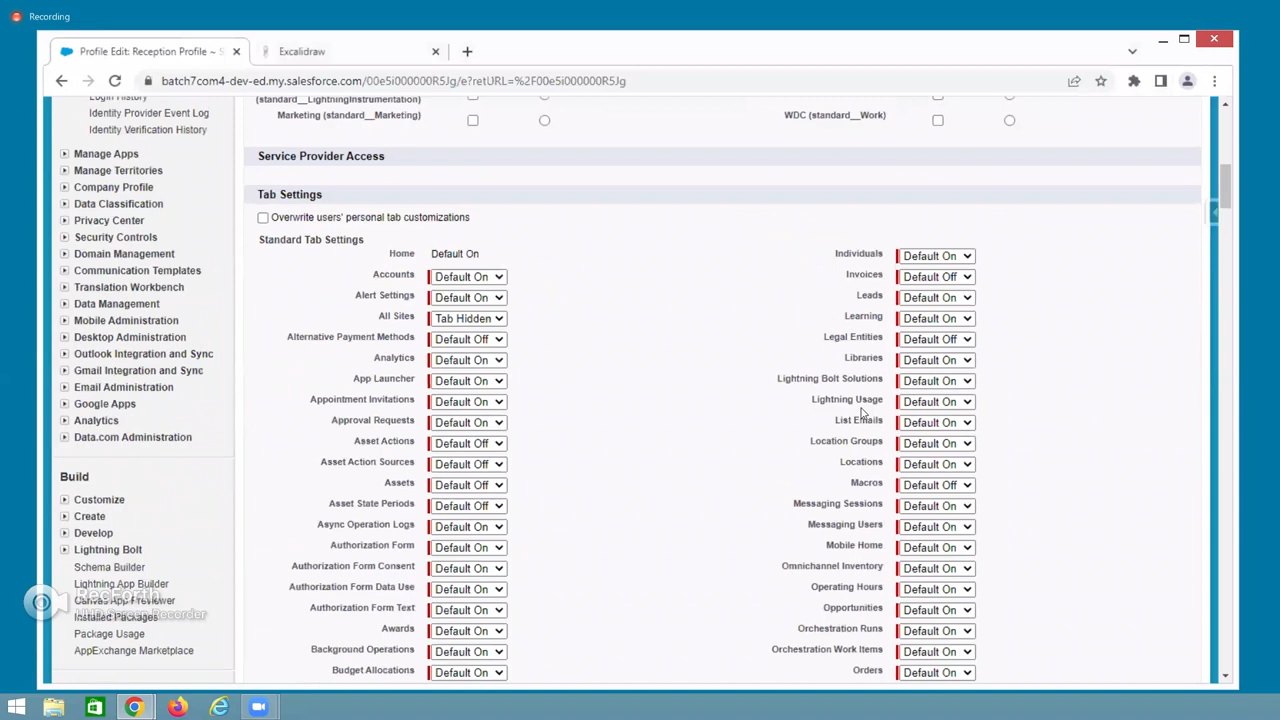 Recording
Profile Edit: Reception Profile ~ S
Excalidraw
batch7com4-dev-ed.my.salesforce.com/00e5i000000R5Jg/e?retURL=%2F00e5i000000R5Jg
Login History
Identity Provider Event Log
Identity Verification History
Manage Apps
Manage Territories
Company Profile
Data Classification
Privacy Center
Security Controls
Domain Management
Communication Templates
Translation Workbench
Data Management
Mobile Administration
Desktop Administration
Outlook Integration and Sync
Gmail Integration and Sync
Email Administration
Google Apps
Analytics
Data.com Administration
Build
Customize
Create
Develop
Lightning Bolt
Schema Builder
Lightning App Builder
Canvas App Previewer
Installed Packages
Package Usage
AppExchange Marketplace
RecForth
UHD Screen Recorder
(standard__LightningInstrumentation)
Marketing (standard__Marketing)
WDC (standard__Work)
Service Provider Access
Tab Settings
Overwrite users' personal tab customizations
Standard Tab Settings
Home Default On
Accounts Default On
Alert Settings Default On
All Sites Tab Hidden
Alternative Payment Methods Default Off
Analytics Default On
App Launcher Default On
Appointment Invitations Default On
Approval Requests Default On
Asset Actions Default Off
Asset Action Sources Default Off
Assets Default Off
Asset State Periods Default Off
Async Operation Logs Default On
Authorization Form Default On
Authorization Form Consent Default On
Authorization Form Data Use Default On
Authorization Form Text Default On
Awards Default On
Background Operations Default On
Budget Allocations Default On
Individuals Default On
Invoices Default Off
Leads Default On
Learning Default On
Legal Entities Default Off
Libraries Default On
Lightning Bolt Solutions Default On
Lightning Usage Default On
List Emails Default On
Location Groups Default On
Locations Default On
Macros Default Off
Messaging Sessions Default On
Messaging Users Default On
Mobile Home Default On
Omnichannel Inventory Default On
Operating Hours Default On
Opportunities Default On
Orchestration Runs Default On
Orchestration Work Items Default On
Orders Default On